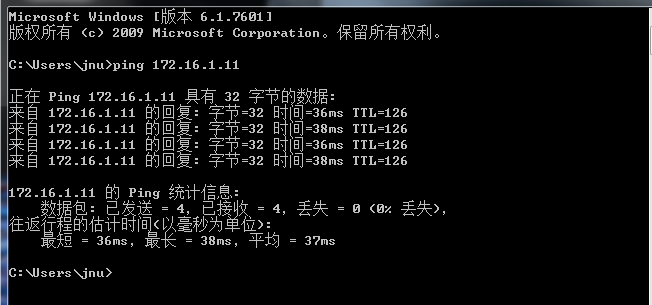 Microsoft Windows [版本 6.1.7601]
版权所有 (c) 2009 Microsoft Corporation。保留所有权利。
C:\Users\jnu>ping 172.16.1.11
正在 Ping 172.16.1.11 具有 32 字节的数据:
来自 172.16.1.11 的回复: 字节=32 时间=36ms TTL=126
来自 172.16.1.11 的回复: 字节=32 时间=38ms TTL=126
来自 172.16.1.11 的回复: 字节=32 时间=36ms TTL=126
来自 172.16.1.11 的回复: 字节=32 时间=38ms TTL=126
172.16.1.11 的 Ping 统计信息:
数据包: 已发送 = 4, 已接收 = 4, 丢失 = 0 (0% 丢失),
往返行程的估计时间(以毫秒为单位):
最短 = 36ms, 最长 = 38ms, 平均 = 37ms
C:\Users\jnu>